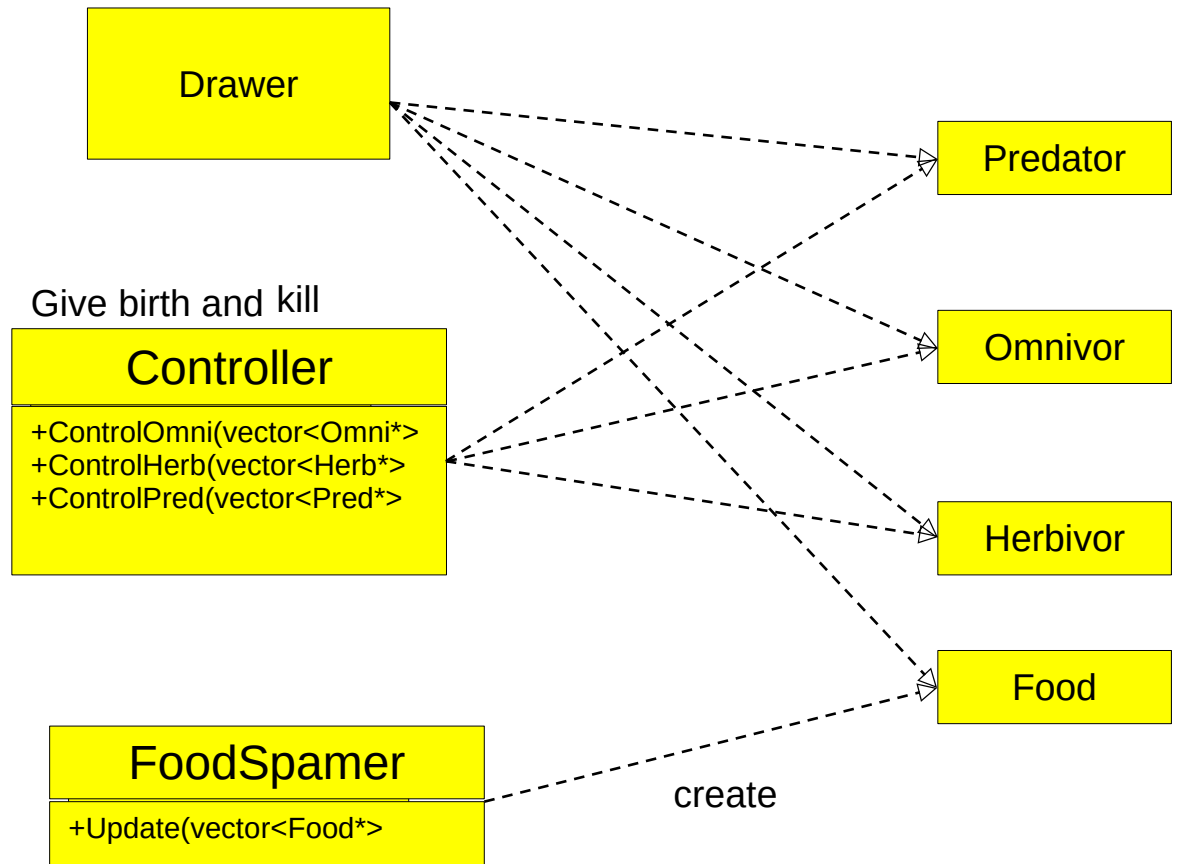 Drawer
Predator
Give birth and kill
Controller
Omnivor
+ControlOmni(vector<Omni*>
+ControlHerb(vector<Herb*>
+ControlPred(vector<Pred*>
Herbivor
Food
FoodSpamer
create
+Update(vector<Food*>